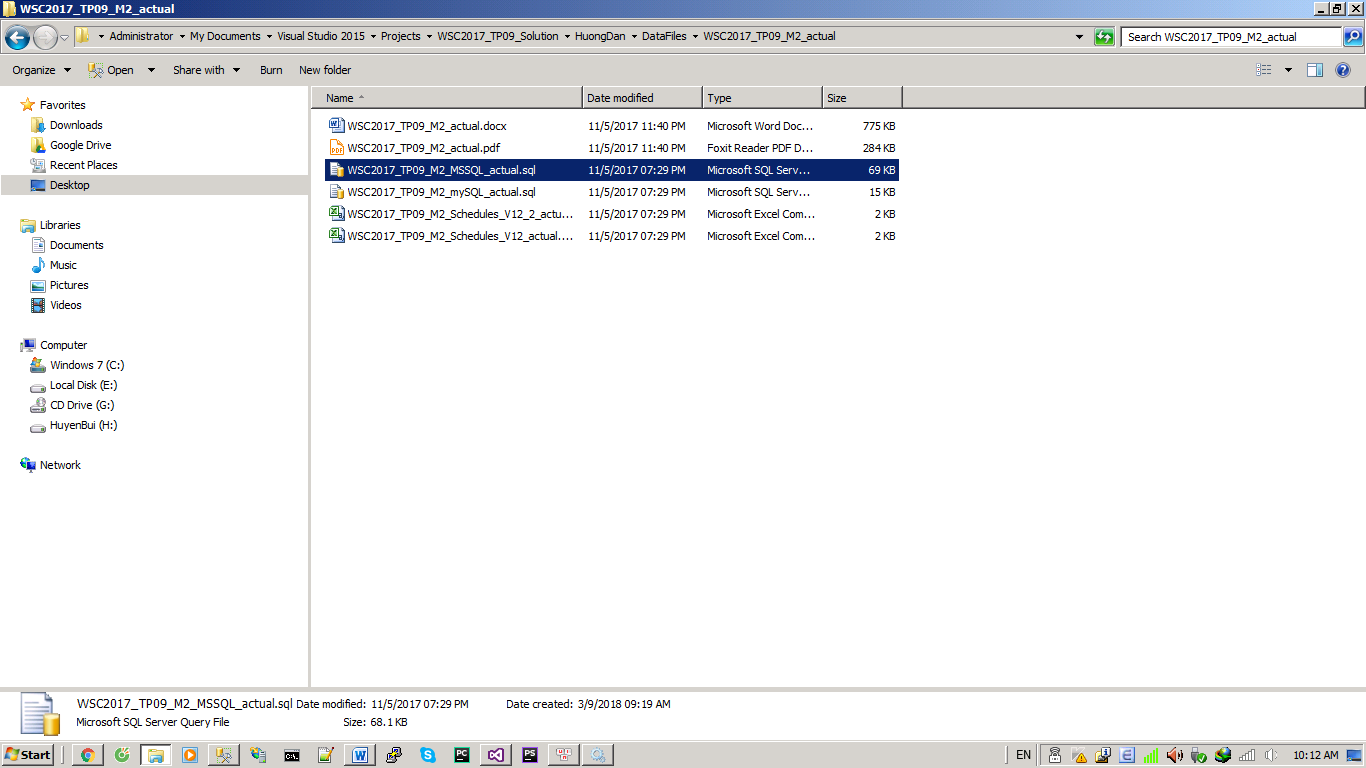 WSC2017_TP09_M2_actual
Administrator My Documents Visual Studio 2015 Projects WSC2017_TP09_Solution HuongDan DataFiles WSC2017_TP09_M2_actual
Search WSC2017_TP09_M2_actual
Organize Open Share with Burn New folder
Favorites
Downloads
Google Drive
Recent Places
Desktop
Libraries
Documents
Music
Pictures
Videos
Computer
Windows 7 (C:)
Local Disk (E:)
CD Drive (G:)
HuyenBui (H:)
Network
Name Date modified Type Size
WSC2017_TP09_M2_actual.docx 11/5/2017 11:40 PM Microsoft Word Doc... 775 KB
WSC2017_TP09_M2_actual.pdf 11/5/2017 11:40 PM Foxit Reader PDF D... 284 KB
WSC2017_TP09_M2_MSSQL_actual.sql 11/5/2017 07:29 PM Microsoft SQL Serv... 69 KB
WSC2017_TP09_M2_mySQL_actual.sql 11/5/2017 07:29 PM Microsoft SQL Serv... 15 KB
WSC2017_TP09_M2_Schedules_V12_2_actu... 11/5/2017 07:29 PM Microsoft Excel Com... 2 KB
WSC2017_TP09_M2_Schedules_V12_actual.... 11/5/2017 07:29 PM Microsoft Excel Com... 2 KB
WSC2017_TP09_M2_MSSQL_actual.sql Date modified: 11/5/2017 07:29 PM Date created: 3/9/2018 09:19 AM
Microsoft SQL Server Query File Size: 68.1 KB
Start EN 10:12 AM